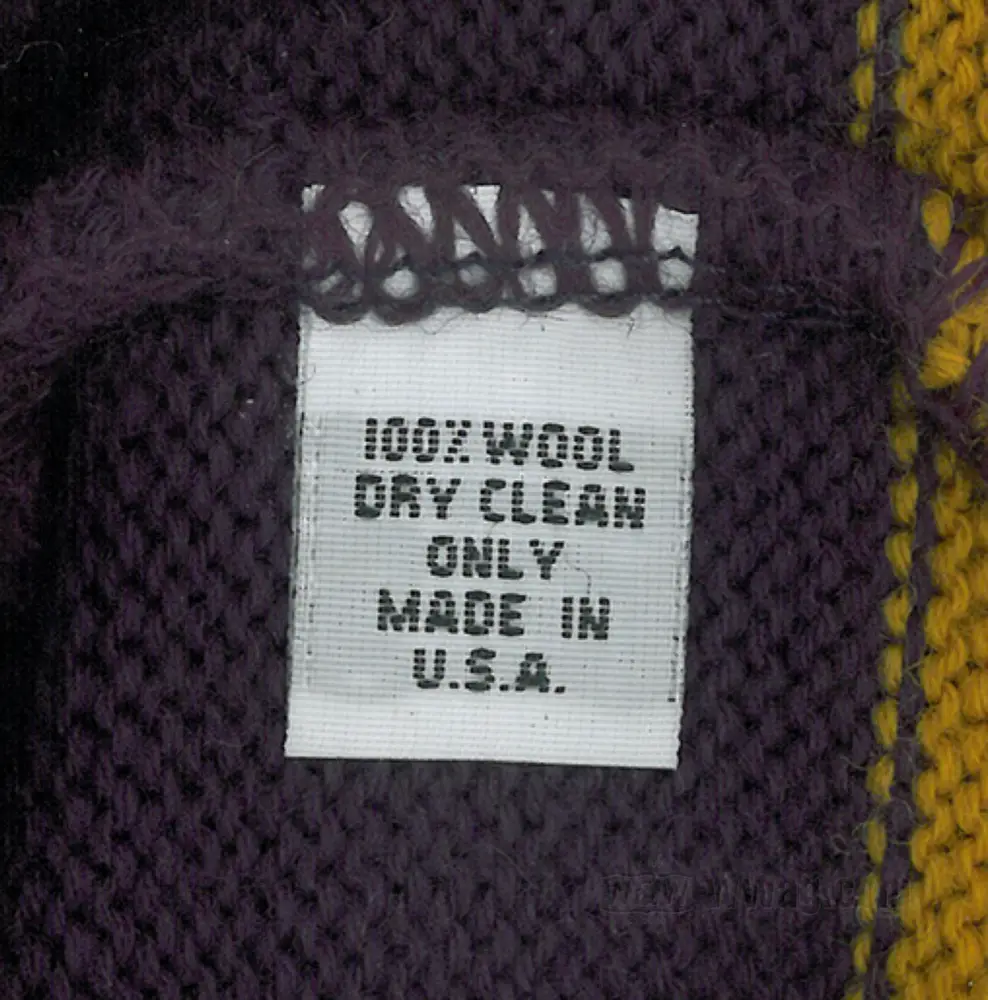 100% WOOL
DRY CLEAN
ONLY
MADE IN
U.S.A.